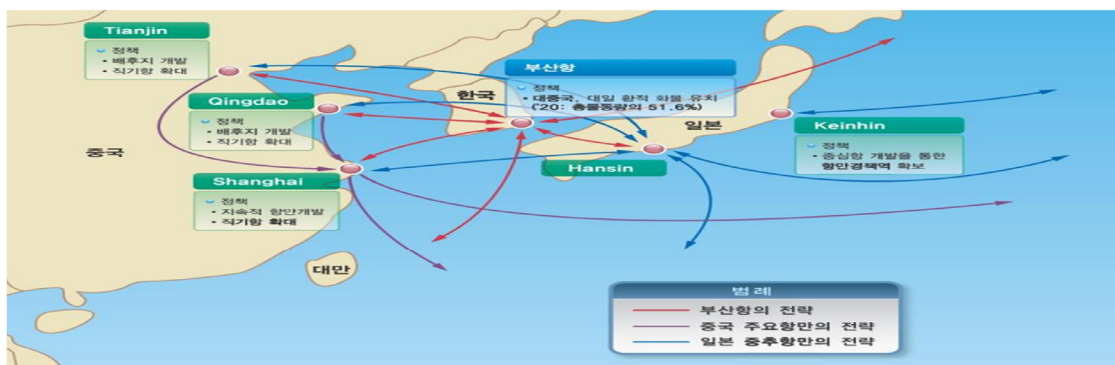 Tianjin
정책
• 배후지 개발
• 직기항 확대
Qingdao
정책
• 배후지 개발
• 직기항 확대
중국
Shanghai
정책
• 지속적 항만개발
• 직기항 확대
한국
부산항
정책
• 대중국, 대일 환적 화물 유치
('20: 총물동량의 51.6%)
일본
Hansin
Keinhin
정책
• 중심항 개발을 통한
항만경쟁력 확보
대만
범례
부산항의 전략
중국 주요항만의 전략
일본 중추항만의 전략